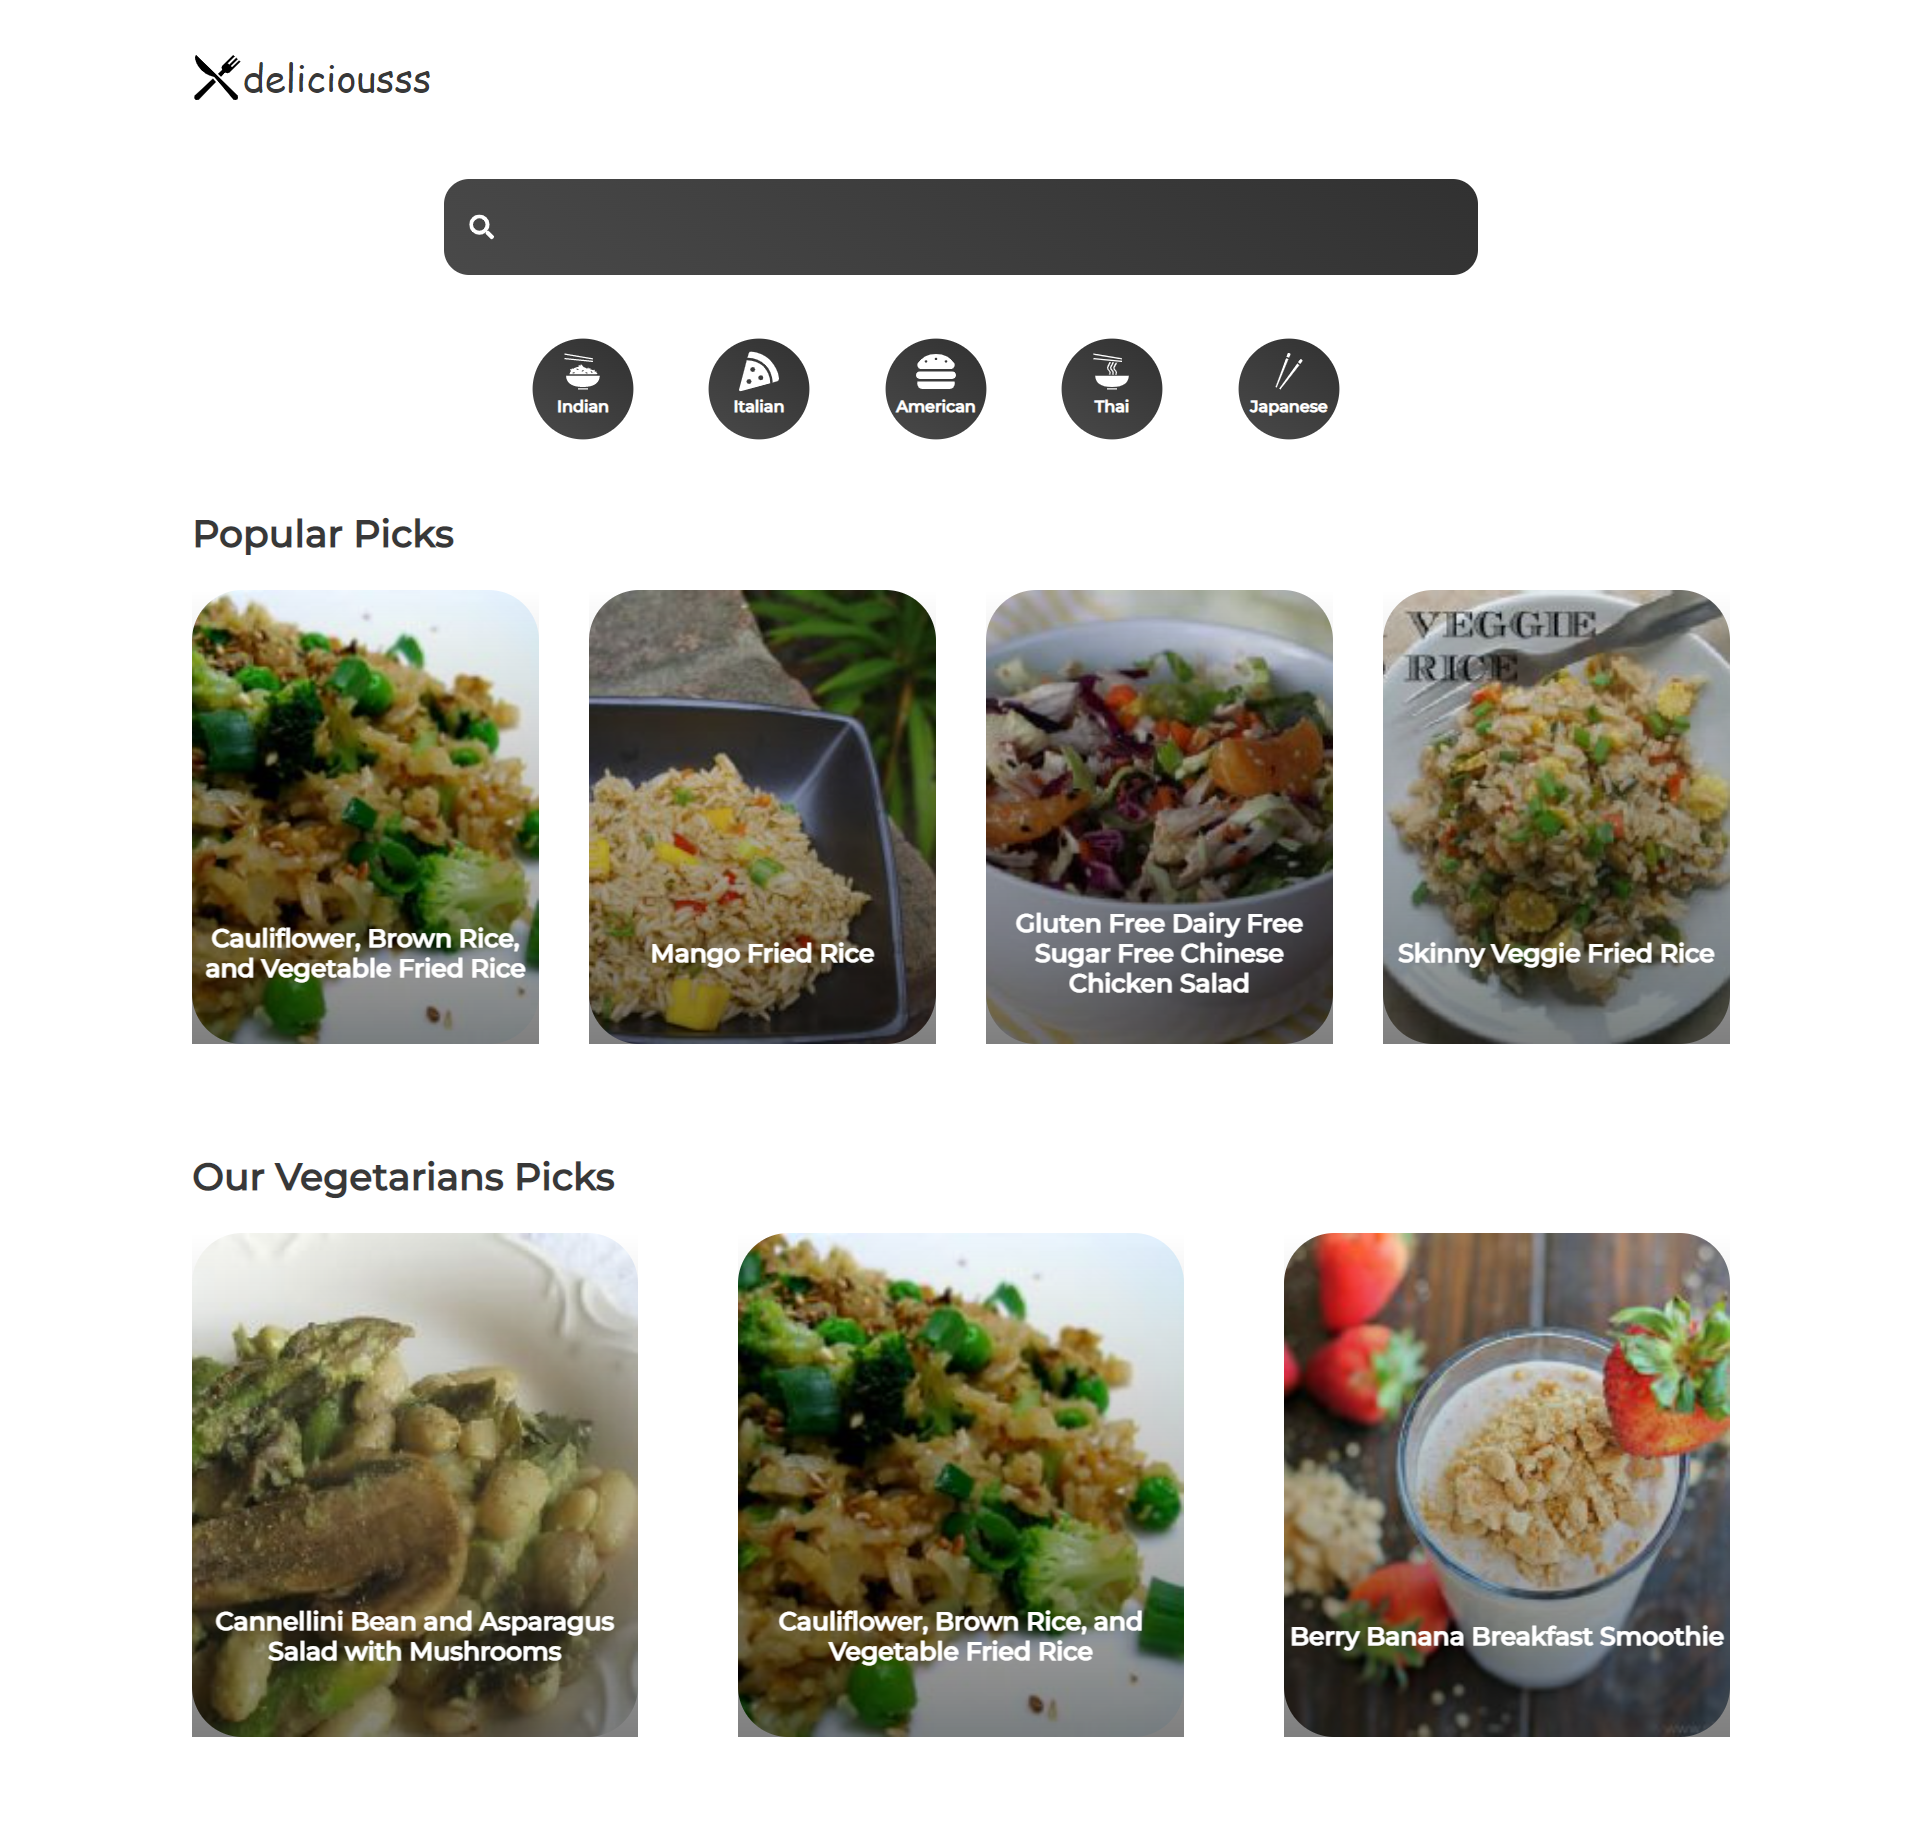 deliciousss
Indian
Italian
American
Thai
Japanese
Popular Picks
VEGGIE
RICE
Cauliflower, Brown Rice,
and Vegetable Fried Rice
Mango Fried Rice
Gluten Free Dairy Free
Sugar Free Chinese
Chicken Salad
Skinny Veggie Fried Rice
Our Vegetarians Picks
Cannellini Bean and Asparagus
Salad with Mushrooms
Cauliflower, Brown Rice, and
Vegetable Fried Rice
Berry Banana Breakfast Smoothie